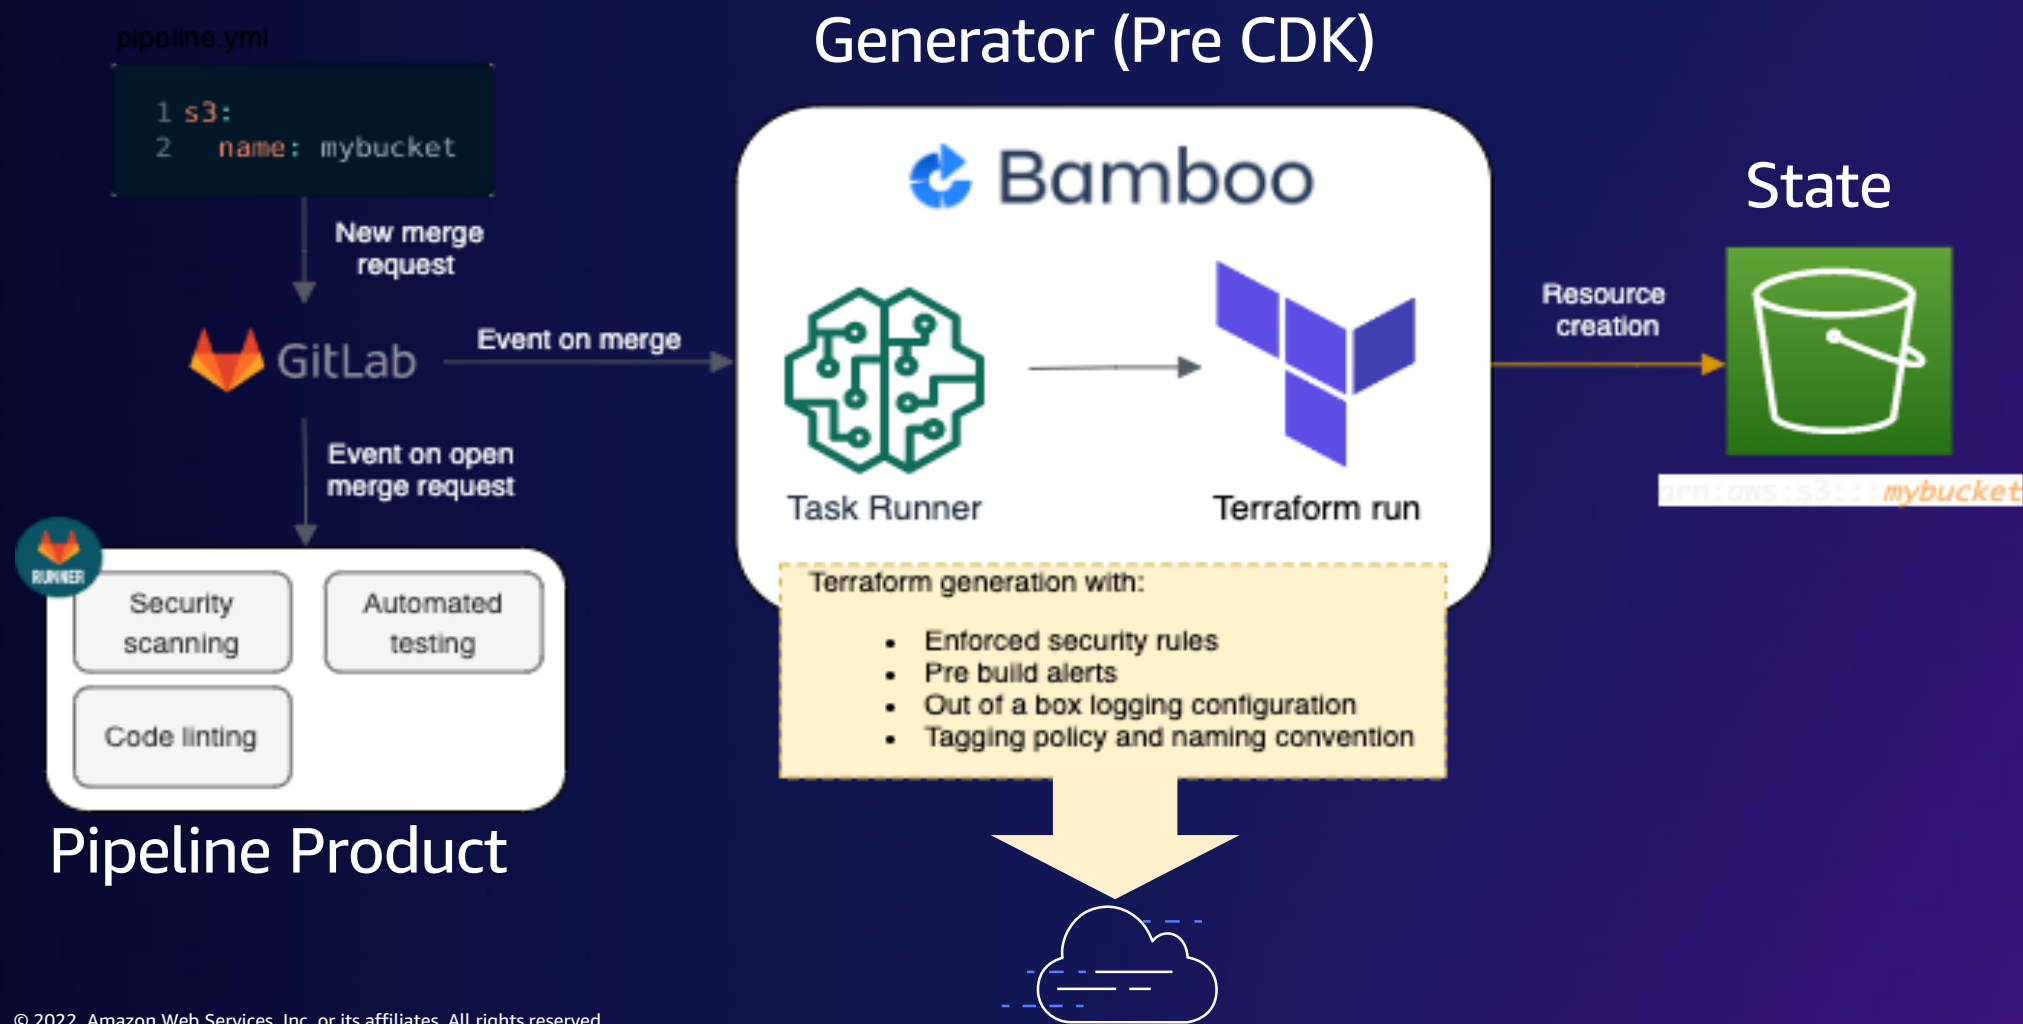 pipeline.yml
Generator (Pre CDK)
1 s3:
2 name: mybucket
New merge
request
GitLab
Event on merge
Event on open
merge request
RUNNER
Security
scanning
Automated
testing
Code linting
Pipeline Product
Bamboo
Task Runner
Terraform run
Terraform generation with:
• Enforced security rules
• Pre build alerts
• Out of a box logging configuration
• Tagging policy and naming convention
Resource
creation
State
arn:aws:s3:::mybucket
© 2022, Amazon Web Services, Inc. or its affiliates. All rights reserved.